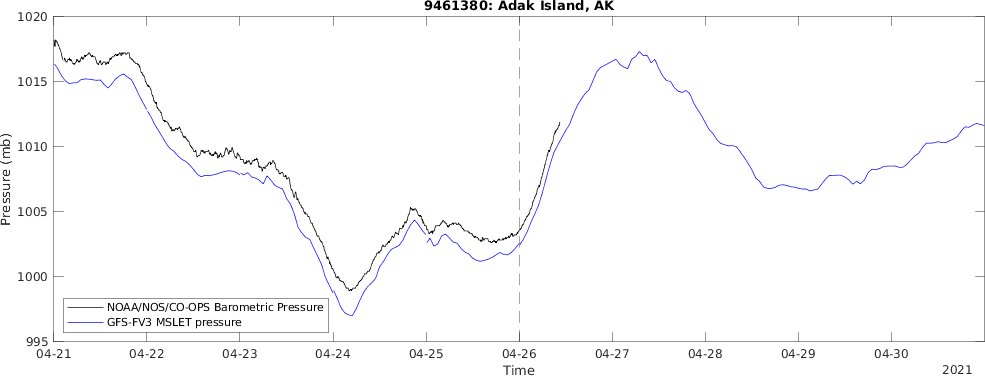 9461380: Adak Island, AK
Pressure (mb)
1020
1015
1010
1005
1000
995
NOAA/NOS/CO-OPS Barometric Pressure
GFS-FV3 MSLET pressure
04-21 04-22 04-23 04-24 04-25 04-26 04-27 04-28 04-29 04-30
Time
2021